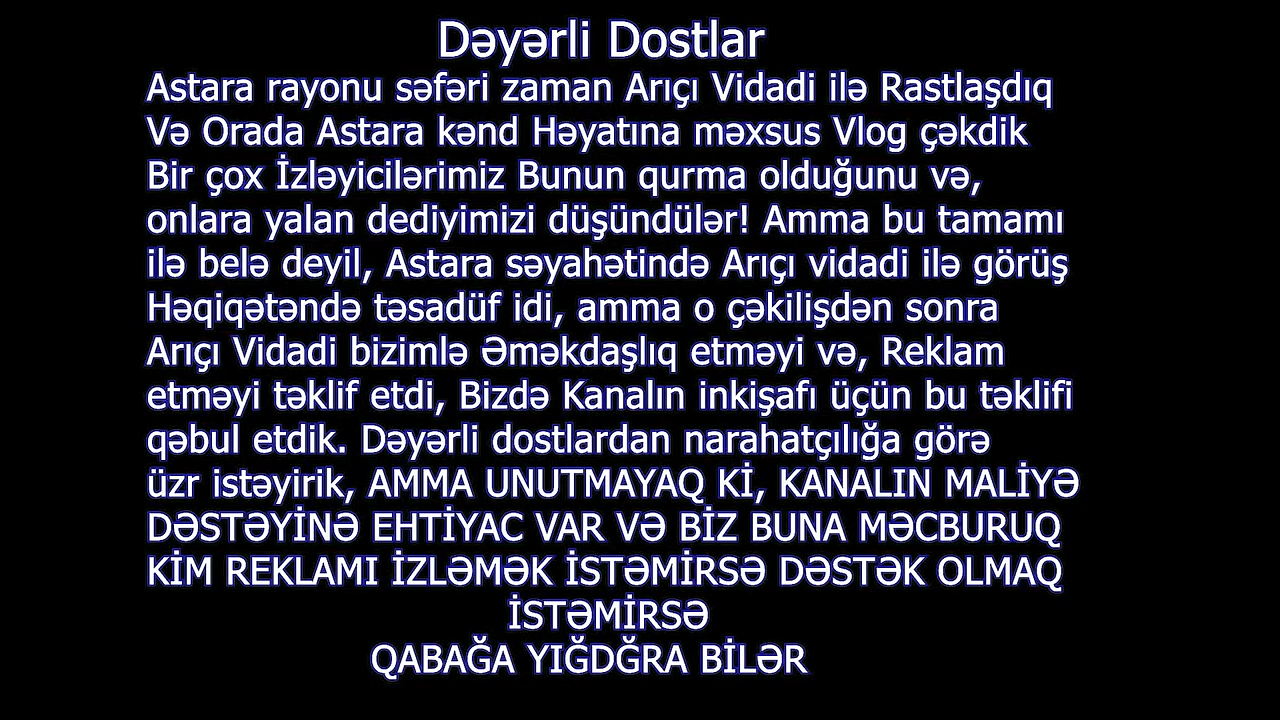 Dəyərli Dostlar
Astara rayonu səfəri zaman Arıçı Vidadi ilə Rastlaşdıq
Və Orada Astara kənd Həyatına məxsus Vlog çəkdik
Bir çox İzləyicilərimiz Bunun qurma olduğunu və,
onlara yalan dediyimizi düşündülər! Amma bu tamamı
ilə belə deyil, Astara səyahətində Arıçı vidadi ilə görüş
Həqiqətəndə təsadüf idi, amma o çəkilişdən sonra
Arıçı Vidadi bizimlə Əməkdaşlıq etməyi və, Reklam
etməyi təklif etdi, Bizdə Kanalın inkişafı üçün bu təklifi
qəbul etdik. Dəyərli dostlardan narahatçılığa görə
üzr istəyirik, AMMA UNUTMAYAQ Kİ, KANALIN MALİYƏ
DƏSTƏYİNƏ EHTİYAC VAR VƏ BİZ BUNA MƏCBURUQ
KİM REKLAMI İZLƏMƏK İSTƏMİRSƏ DƏSTƏK OLMAQ
İSTƏMİRSƏ
QABAĞA YIĞDĞRA BİLƏR